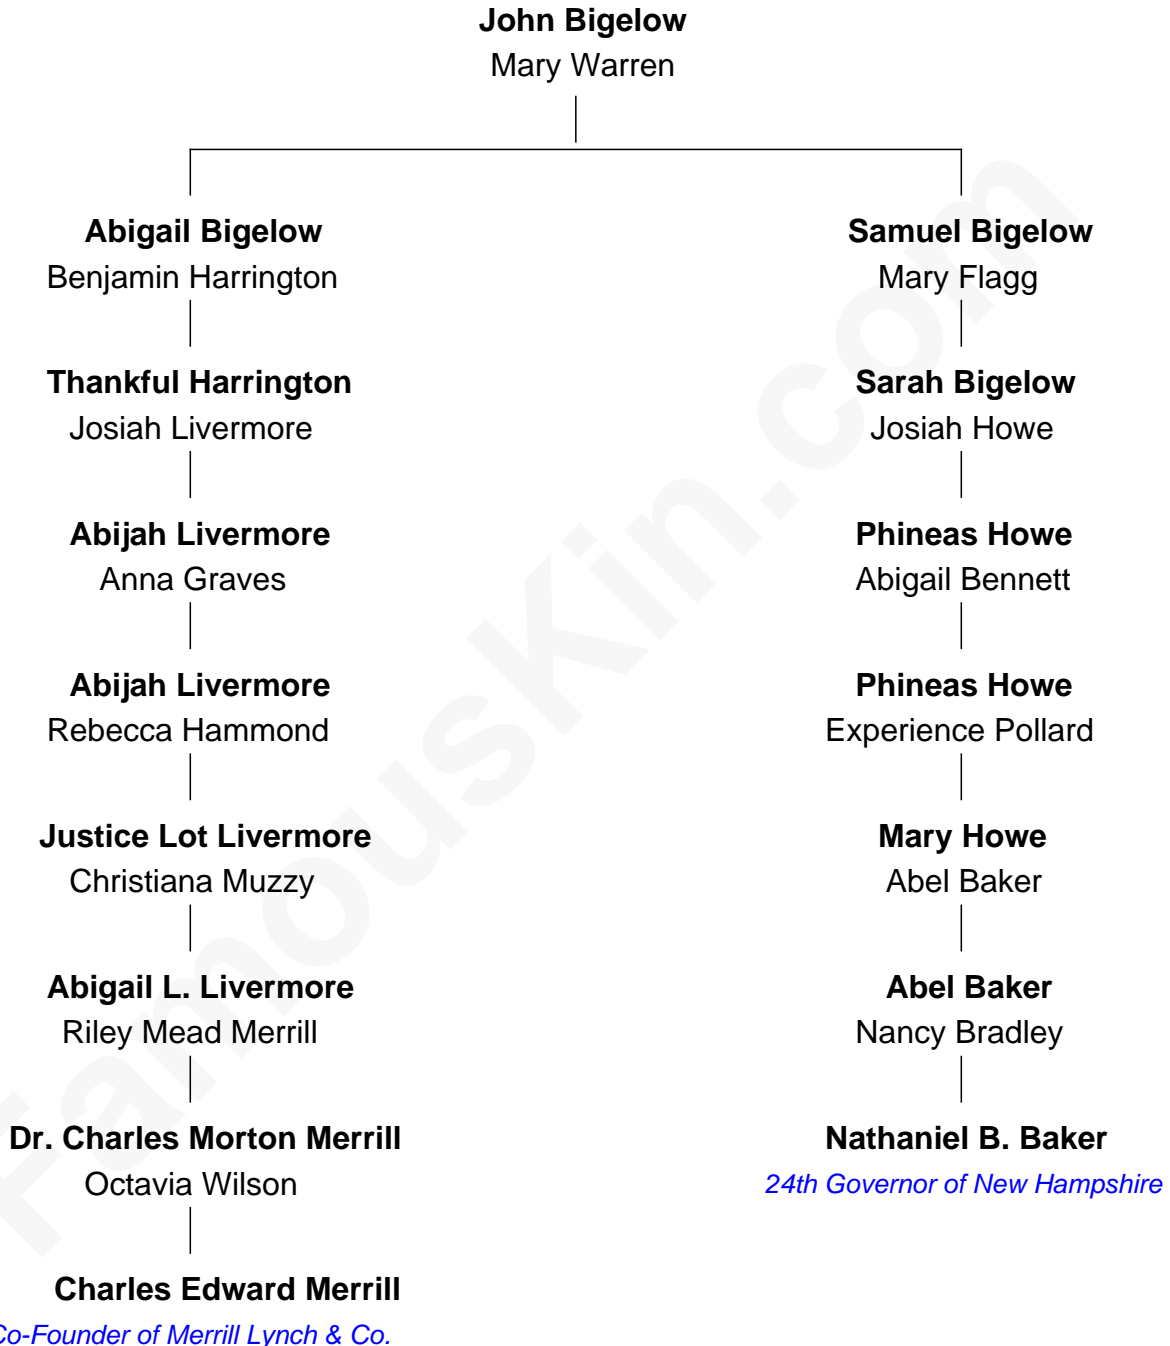 John Bigelow
Mary Warren
Abigail Bigelow
Benjamin Harrington
Samuel Bigelow
Mary Flagg
Thankful Harrington
Josiah Livermore
Sarah Bigelow
Josiah Howe
Abijah Livermore
Anna Graves
Phineas Howe
Abigail Bennett
Abijah Livermore
Rebecca Hammond
Phineas Howe
Experience Pollard
Justice Lot Livermore
Christiana Muzzy
Mary Howe
Abel Baker
Abigail L. Livermore
Riley Mead Merrill
Abel Baker
Nancy Bradley
Dr. Charles Morton Merrill
Octavia Wilson
Nathaniel B. Baker
24th Governor of New Hampshire
Charles Edward Merrill
Co-Founder of Merrill Lynch & Co.
FamousKin.com